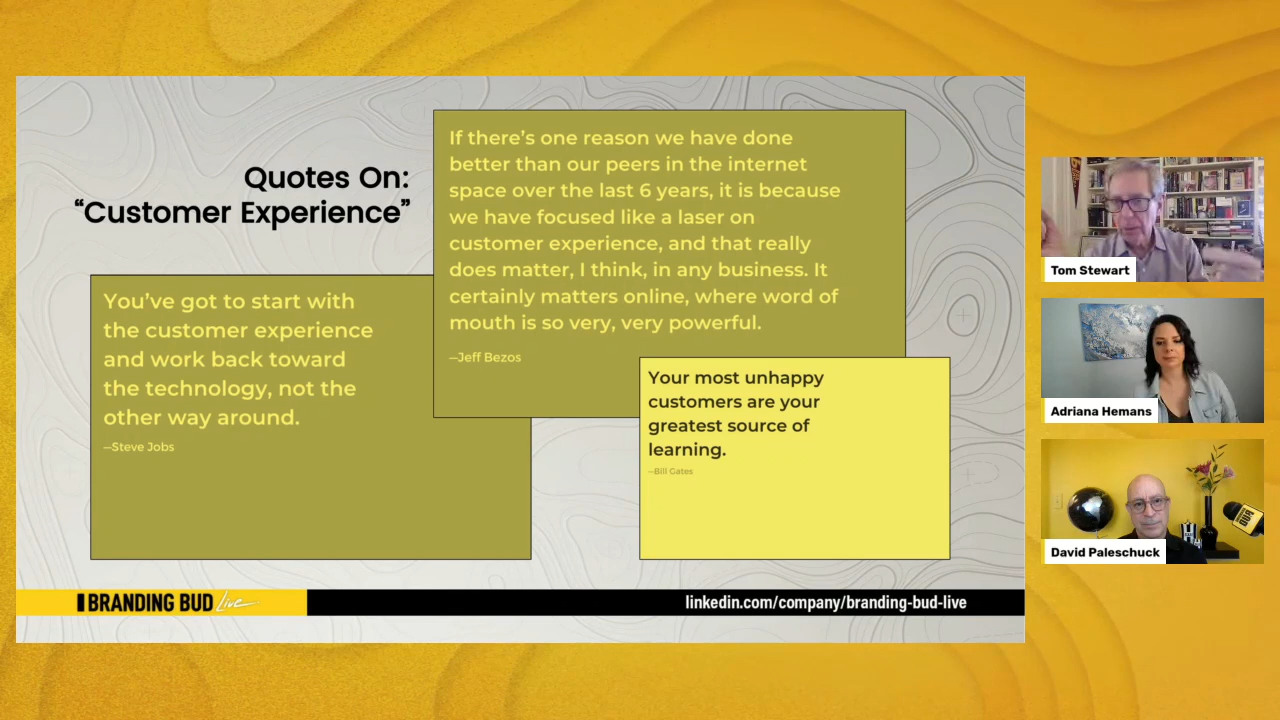 Quotes On:
“Customer Experience”
If there’s one reason we have done
better than our peers in the internet
space over the last 6 years, it is because
we have focused like a laser on
customer experience, and that really
does matter, I think, in any business. It
certainly matters online, where word of
mouth is so very, very powerful.
—Jeff Bezos
You’ve got to start with
the customer experience
and work back toward
the technology, not the
other way around.
—Steve Jobs
Your most unhappy
customers are your
greatest source of
learning.
—Bill Gates
BRANDING BUD Live
linkedin.com/company/branding-bud-live
Tom Stewart
Adriana Hemans
David Paleschuck
BUD